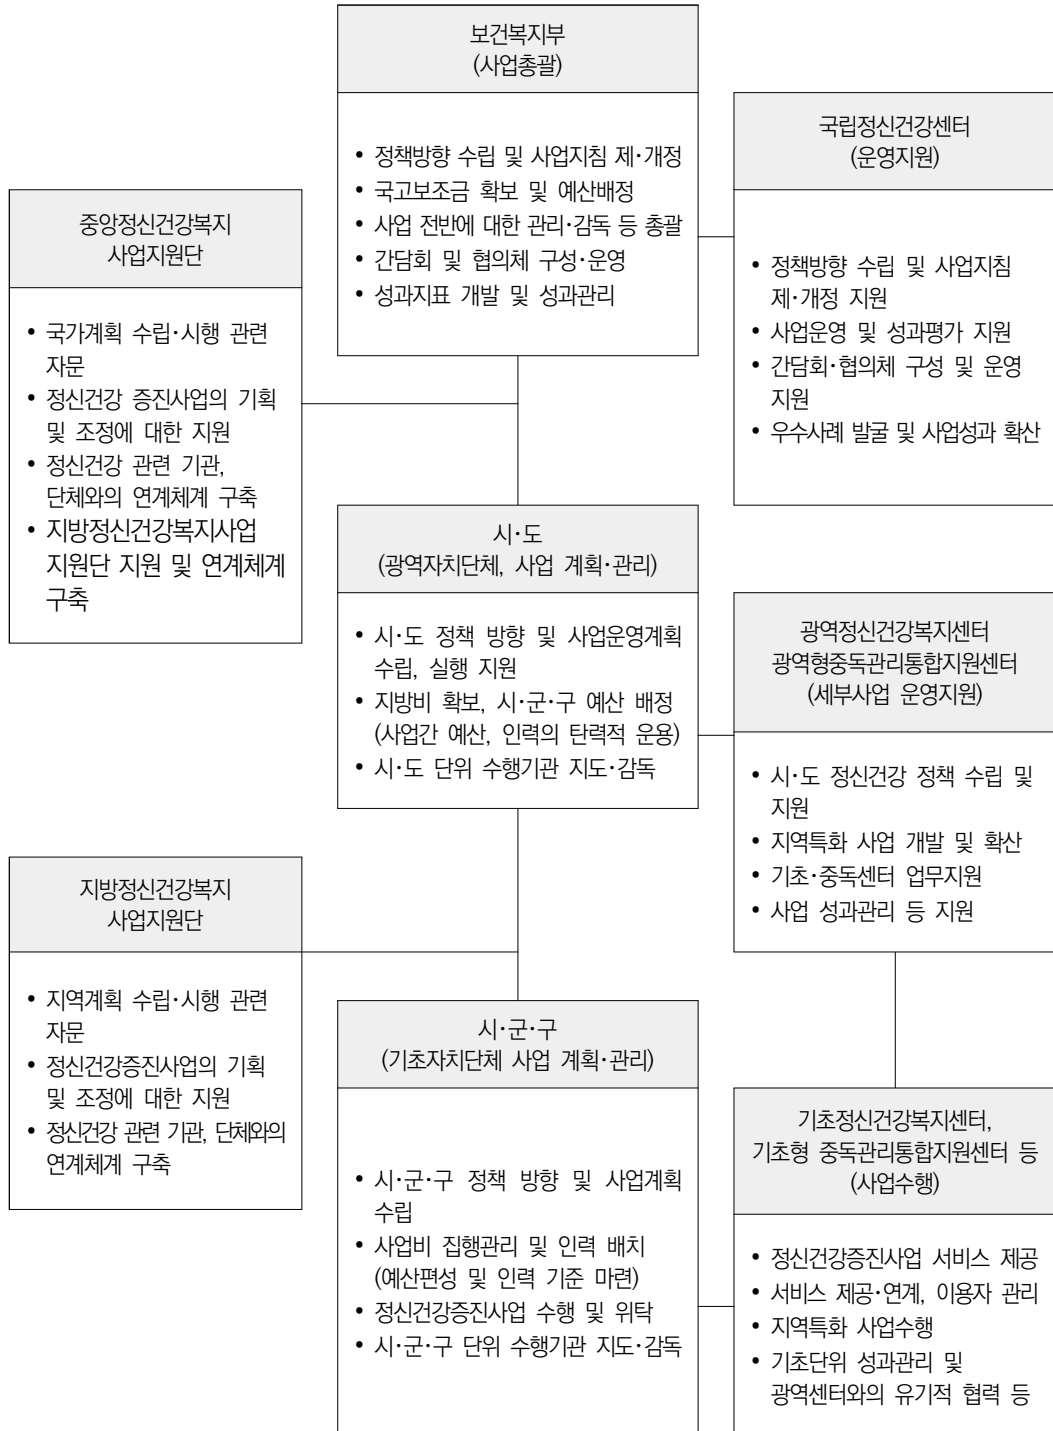 보건복지부
(사업총괄)
• 정책방향 수립 및 사업지침 제·개정
• 국고보조금 확보 및 예산배정
• 사업 전반에 대한 관리·감독 등 총괄
• 간담회 및 협의체 구성·운영
• 성과지표 개발 및 성과관리
국립정신건강센터
(운영지원)
• 정책방향 수립 및 사업지침
제·개정 지원
• 사업운영 및 성과평가 지원
• 간담회·협의체 구성 및 운영
지원
• 우수사례 발굴 및 사업성과 확산
중앙정신건강복지
사업지원단
• 국가계획 수립·시행 관련
자문
• 정신건강 증진사업의 기획
및 조정에 대한 지원
• 정신건강 관련 기관,
단체와의 연계체계 구축
• 지방정신건강복지사업
지원단 지원 및 연계체계
구축
시·도
(광역자치단체, 사업 계획·관리)
• 시·도 정책 방향 및 사업운영계획
수립, 실행 지원
• 지방비 확보, 시·군·구 예산 배정
(사업간 예산, 인력의 탄력적 운용)
• 시·도 단위 수행기관 지도·감독
광역정신건강복지센터
광역형중독관리통합지원센터
(세부사업 운영지원)
• 시·도 정신건강 정책 수립 및
지원
• 지역특화 사업 개발 및 확산
• 기초·중독센터 업무지원
• 사업 성과관리 등 지원
지방정신건강복지
사업지원단
• 지역계획 수립·시행 관련
자문
• 정신건강증진사업의 기획
및 조정에 대한 지원
• 정신건강 관련 기관, 단체와의
연계체계 구축
시·군·구
(기초자치단체 사업 계획·관리)
• 시·군·구 정책 방향 및 사업계획
수립
• 사업비 집행관리 및 인력 배치
(예산편성 및 인력 기준 마련)
• 정신건강증진사업 수행 및 위탁
• 시·군·구 단위 수행기관 지도·감독
기초정신건강복지센터,
기초형 중독관리통합지원센터 등
(사업수행)
• 정신건강증진사업 서비스 제공
• 서비스 제공·연계, 이용자 관리
• 지역특화 사업수행
• 기초단위 성과관리 및
광역센터와의 유기적 협력 등